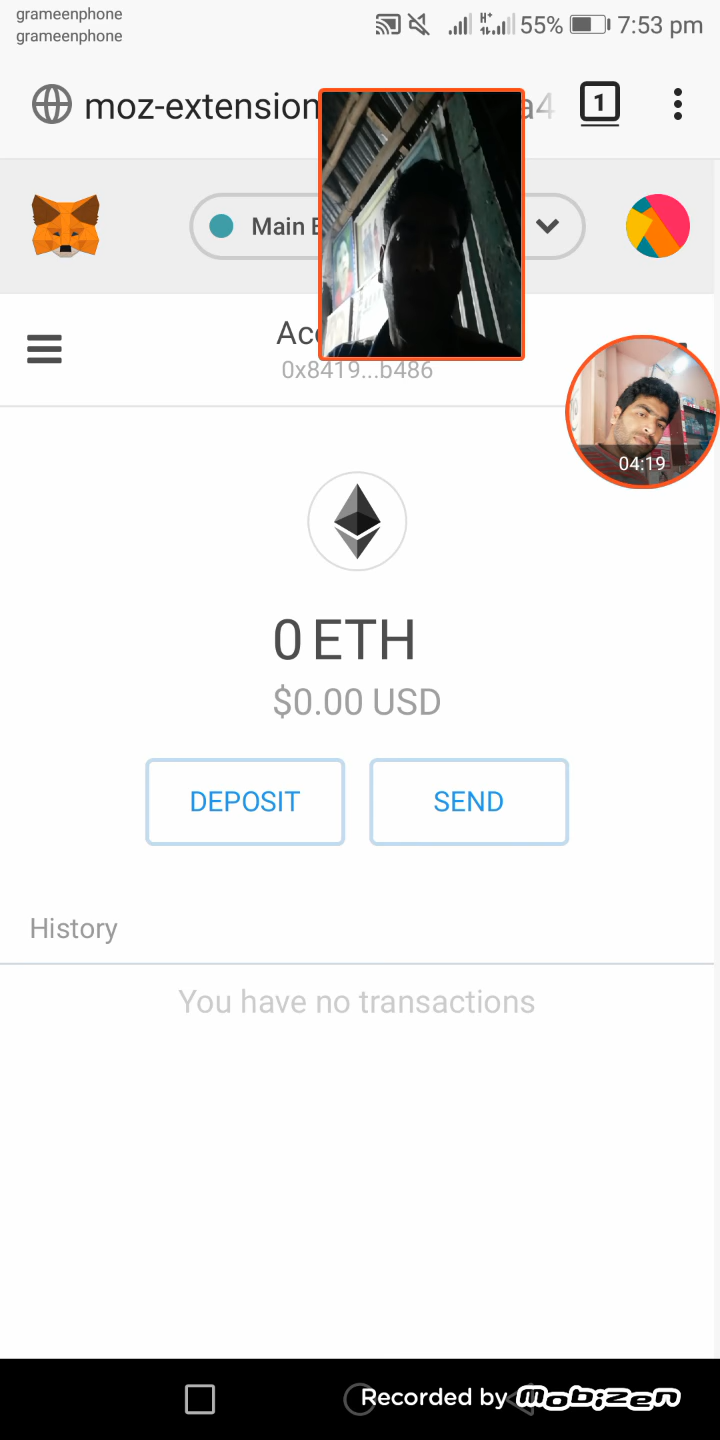 grameenphone
grameenphone
H+ 55% 7:53 pm
moz-extension a4 1
Main E
Acc
0x8419...b486
04:19
0 ETH
$0.00 USD
DEPOSIT SEND
History
You have no transactions
Recorded by Mobizen